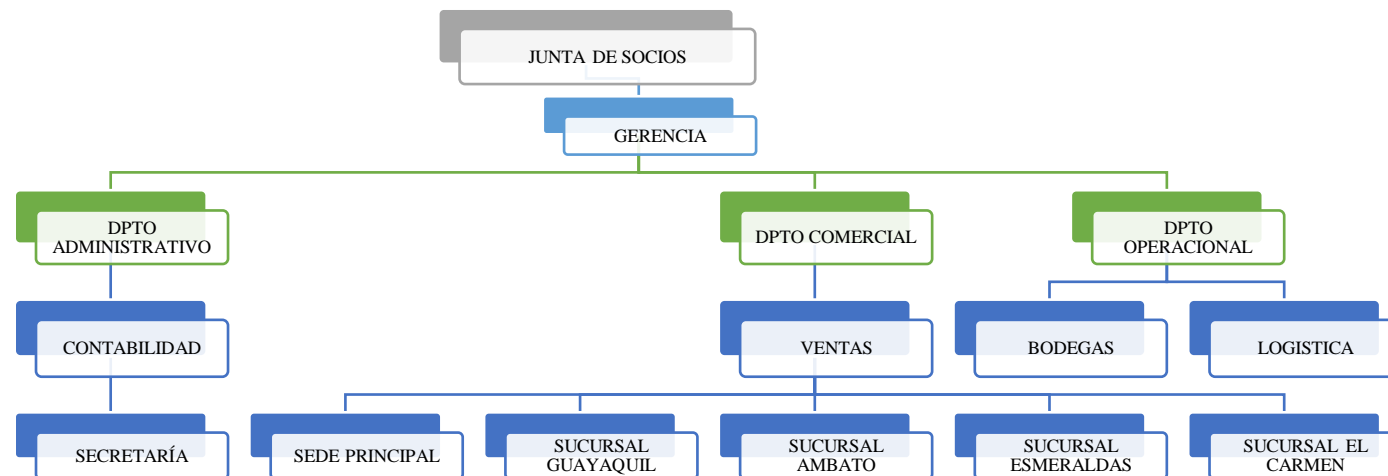 JUNTA DE SOCIOS
GERENCIA
DPTO
ADMINISTRATIVO
DPTO COMERCIAL
DPTO
OPERACIONAL
CONTABILIDAD
VENTAS
BODEGAS
LOGISTICA
SECRETARÍA
SEDE PRINCIPAL
SUCURSAL
GUAYAQUIL
SUCURSAL
AMBATO
SUCURSAL
ESMERALDAS
SUCURSAL EL
CARMEN